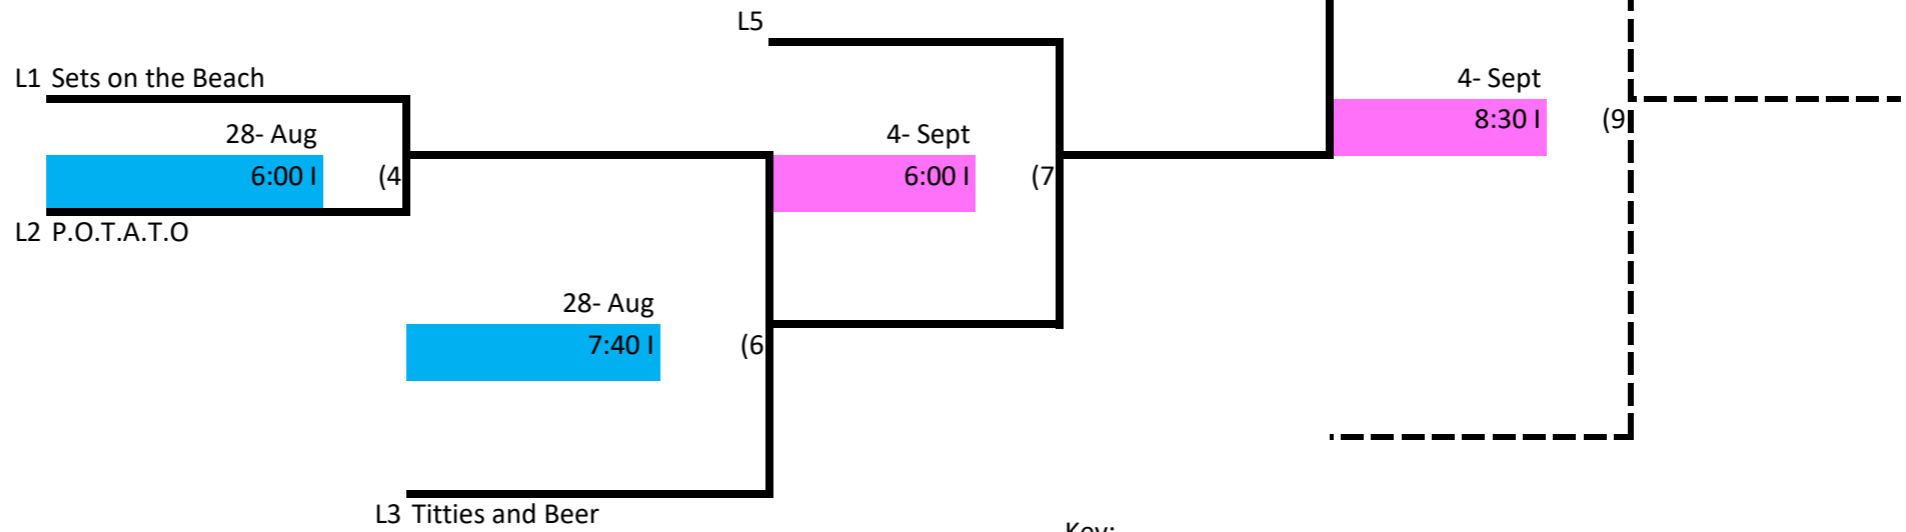 L5
L1 Sets on the Beach
4- Sept
8:30 I
(9
28- Aug
4- Sept
6:00 I
(4
6:00 I
(7
L2 P.O.T.A.T.O
28- Aug
7:40 I
(6
L3 Titties and Beer
Key: